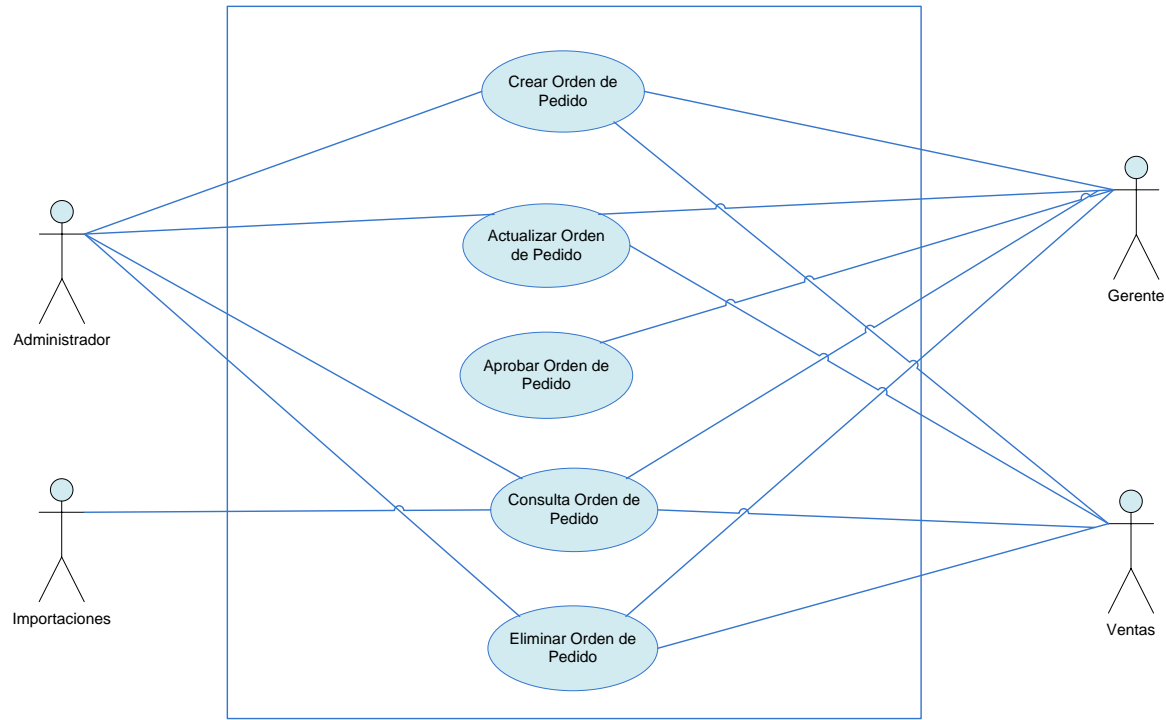 Crear Orden de
Pedido
Actualizar Orden
de Pedido
Gerente
Administrador
Aprobar Orden de
Pedido
Consulta Orden de
Pedido
Importaciones
Ventas
Eliminar Orden de
Pedido